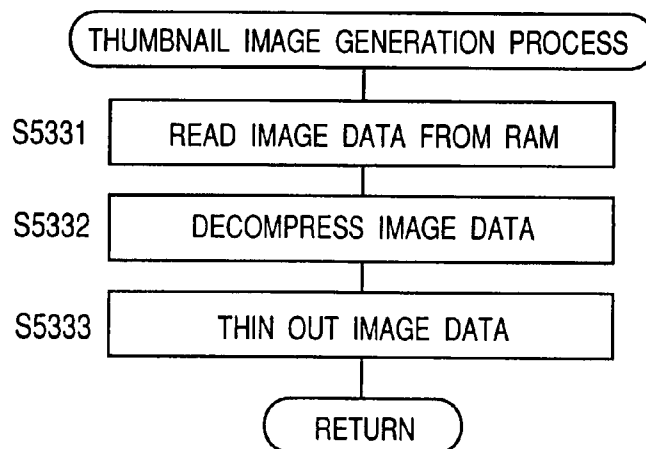 THUMBNAIL IMAGE GENERATION PROCESS
S5331 READ IMAGE DATA FROM RAM
S5332 DECOMPRESS IMAGE DATA
S5333 THIN OUT IMAGE DATA
RETURN